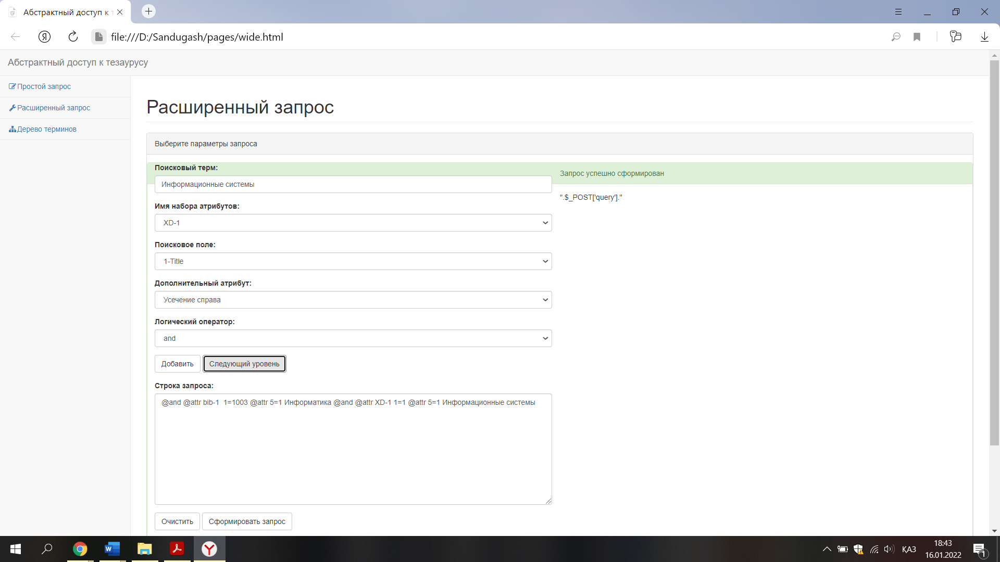 Абстрактный доступ к т
file:///D:/Sandugash/pages/wide.html
Абстрактный доступ к тезаурусу
Простой запрос
Расширенный запрос
Дерево терминов
Расширенный запрос
Выберите параметры запроса
Поисковый терм:
Информационные системы
Запрос успешно сформирован
".$_POST['query']."
Имя набора атрибутов:
XD-1
Поисковое поле:
1-Title
Дополнительный атрибут:
Усечение справа
Логический оператор:
and
Добавить Следующий уровень
Строка запроса:
@and @attr bib-1  1=1003 @attr 5=1 Информатика @and @attr XD-1 1=1 @attr 5=1 Информационные системы
Очистить Сформировать запрос
ҚАЗ
18:43
16.01.2022
1